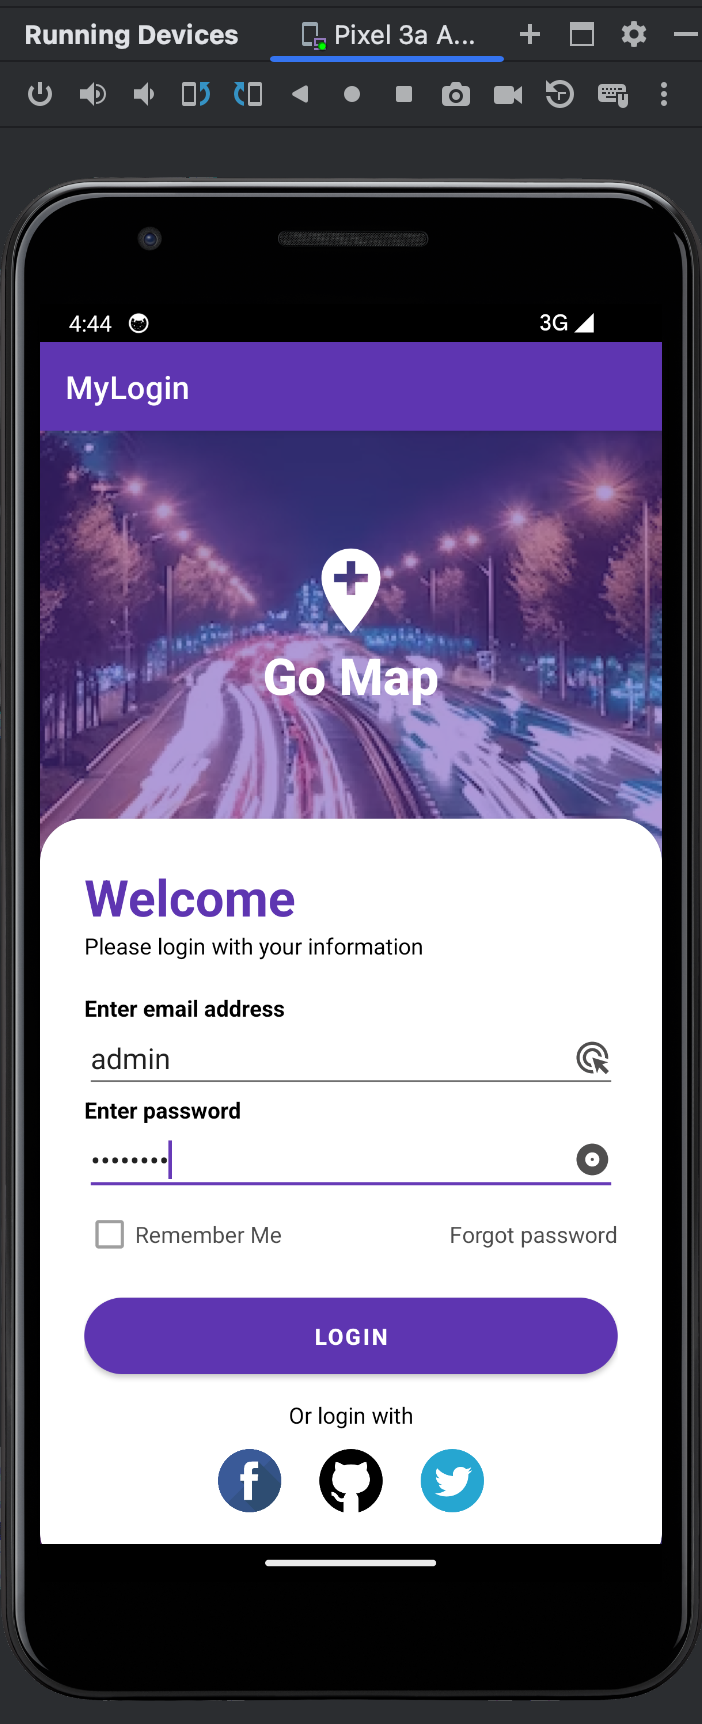 Running Devices
Pixel 3a A...
4:44
3G
MyLogin
Go Map
Welcome
Please login with your information
Enter email address
admin
Enter password
••••••••
Remember Me
Forgot password
LOGIN
Or login with